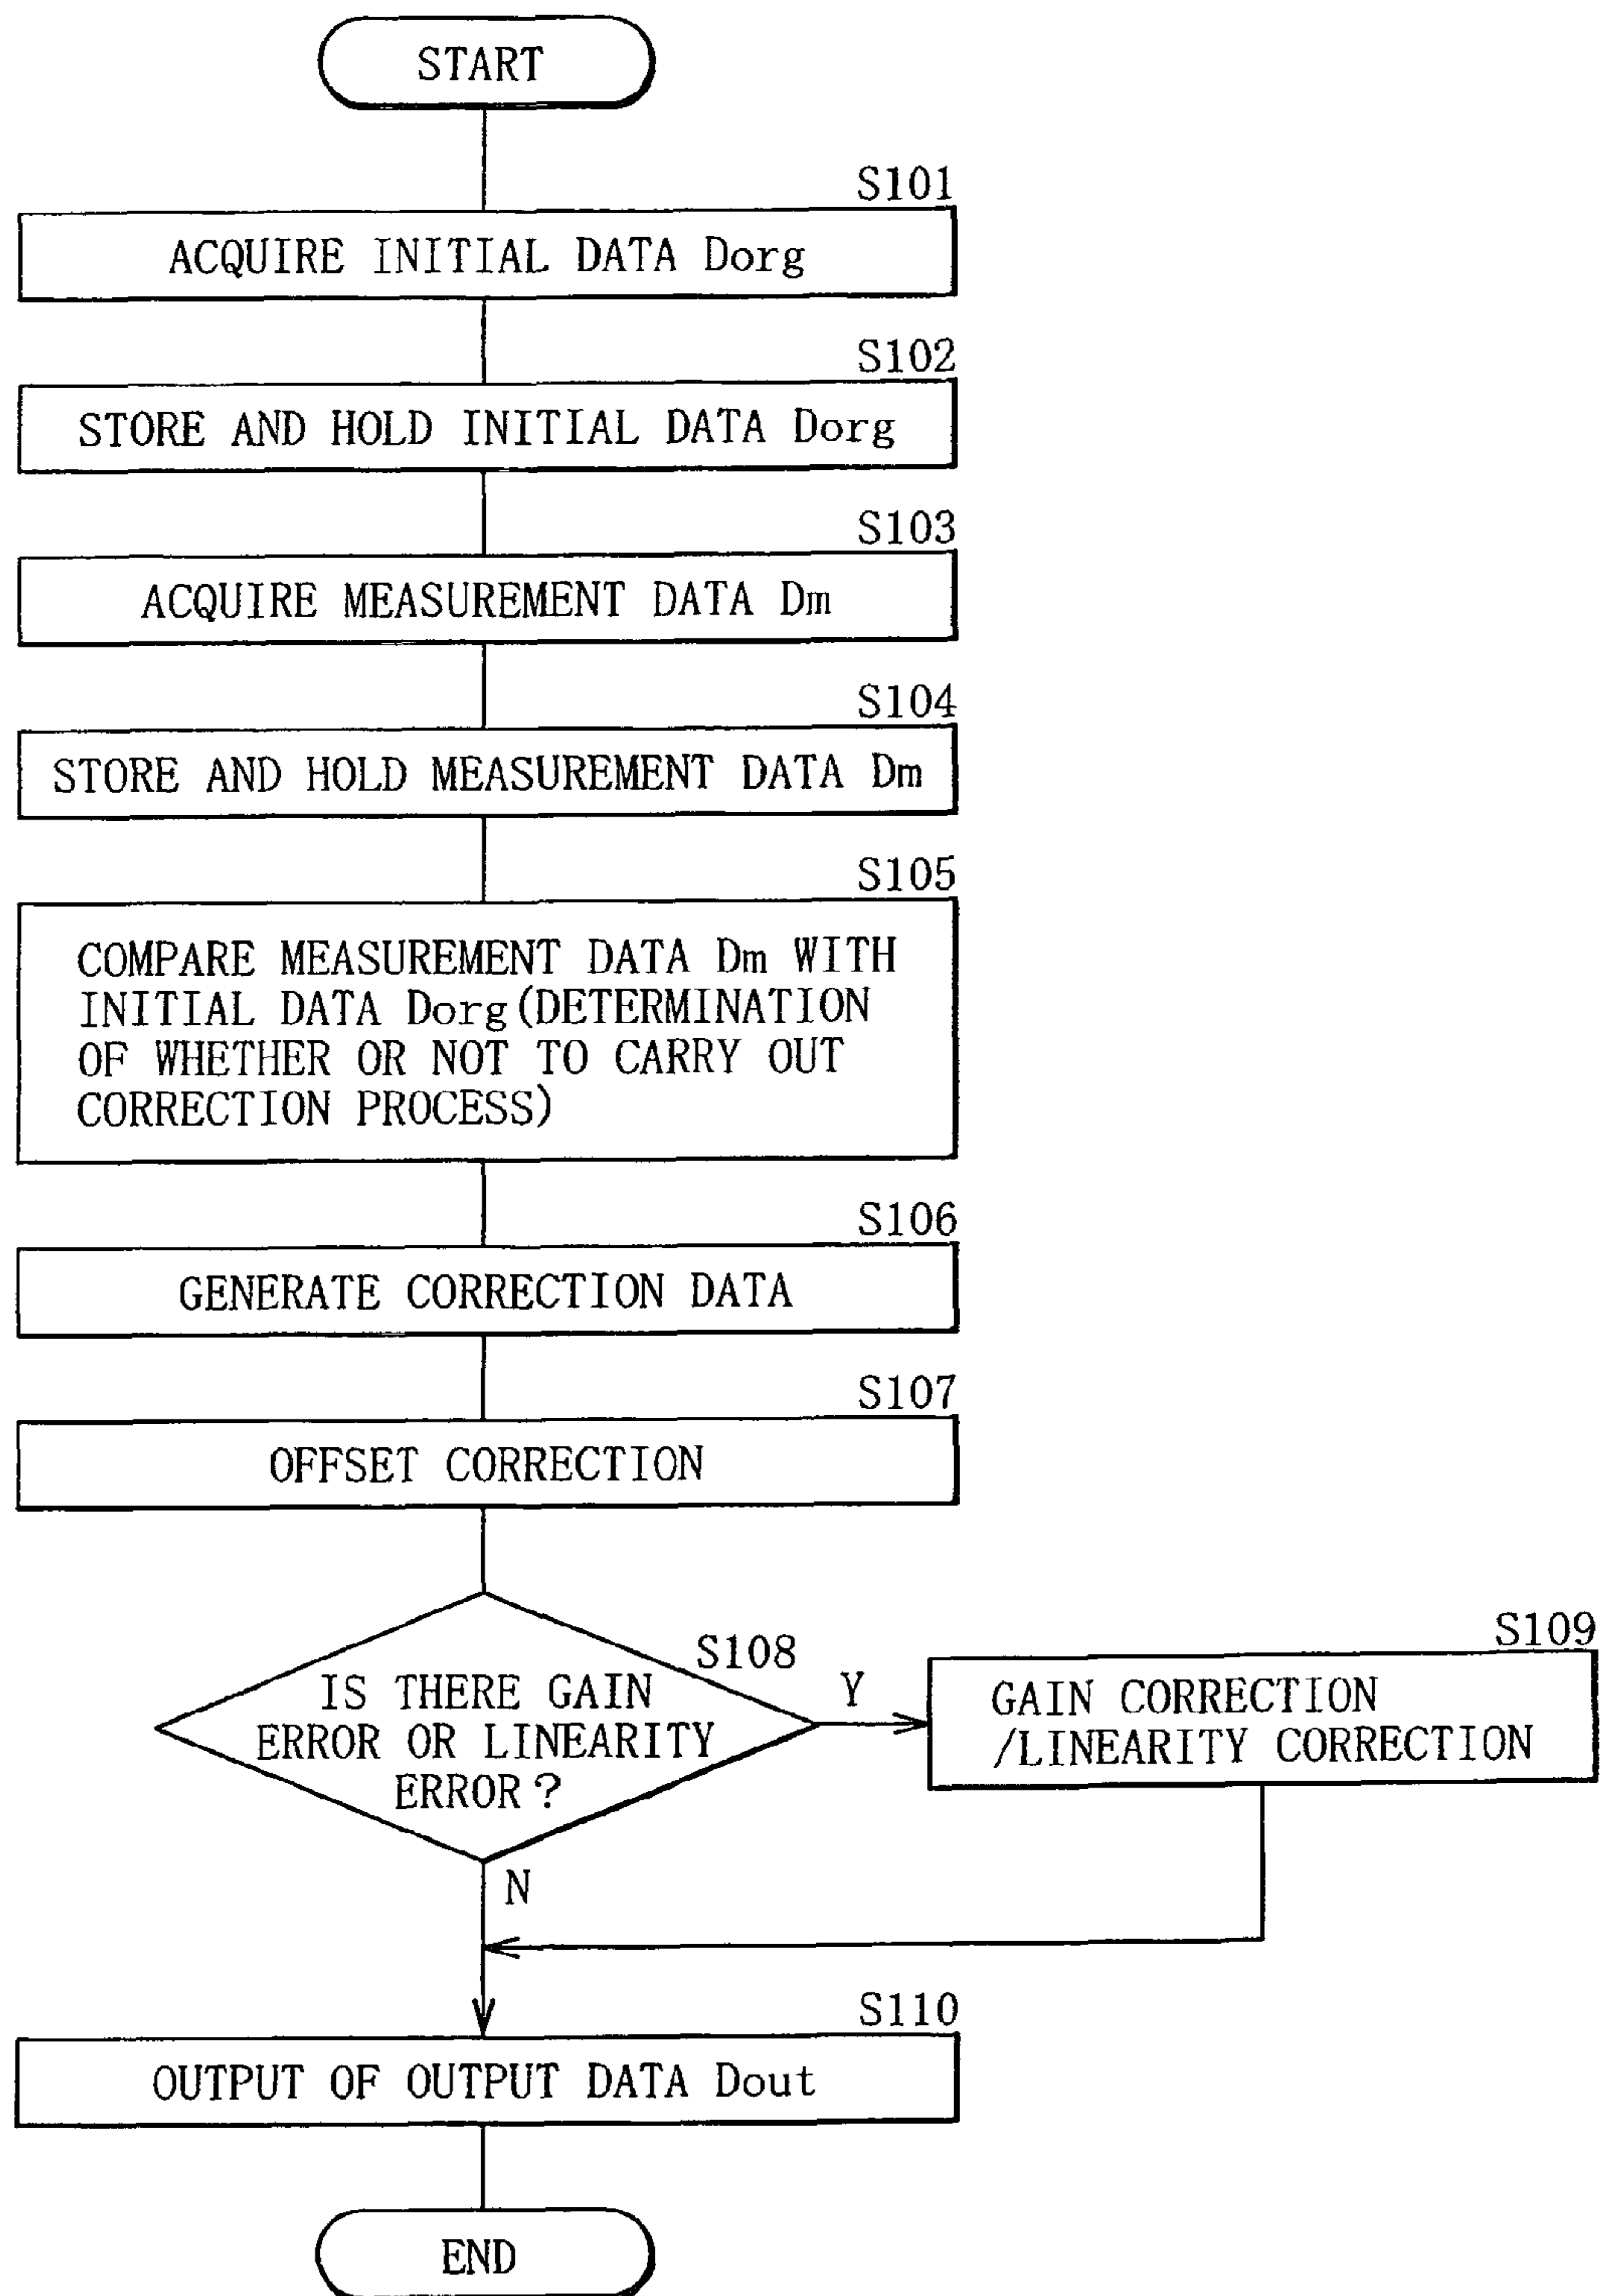 START
S101
ACQUIRE INITIAL DATA Dorg
S102
STORE AND HOLD INITIAL DATA Dorg
S103
ACQUIRE MEASUREMENT DATA Dm
S104
STORE AND HOLD MEASUREMENT DATA Dm
S105
COMPARE MEASUREMENT DATA Dm WITH
INITIAL DATA Dorg(DETERMINATION
OF WHETHER OR NOT TO CARRY OUT
CORRECTION PROCESS)
S106
GENERATE CORRECTION DATA
S107
OFFSET CORRECTION
S108
IS THERE GAIN
ERROR OR LINEARITY
ERROR?
Y
S109
GAIN CORRECTION
/LINEARITY CORRECTION
N
S110
OUTPUT OF OUTPUT DATA Dout
END